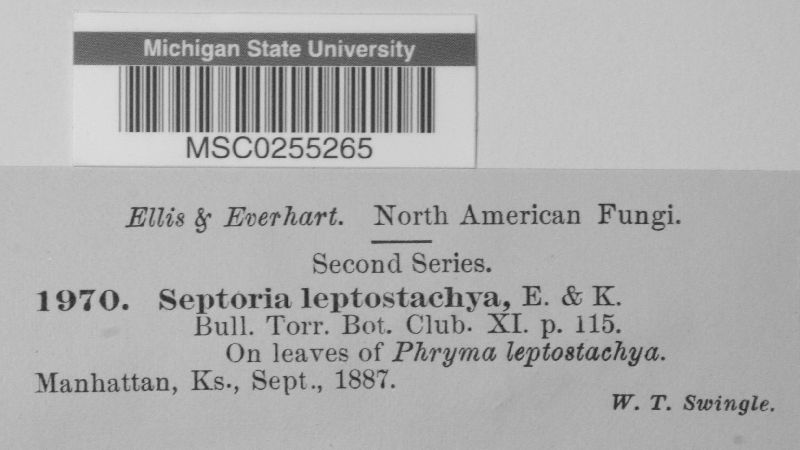 Michigan State University
MSC0255265
Ellis & Everhart. North American Fungi.
Second Series.
1970. Septoria leptostachya, E. & K.
Bull. Torr. Bot. Club. XI. p. 115.
On leaves of Phryma leptostachya.
Manhattan, Ks., Sept., 1887.
W. T. Swingle.